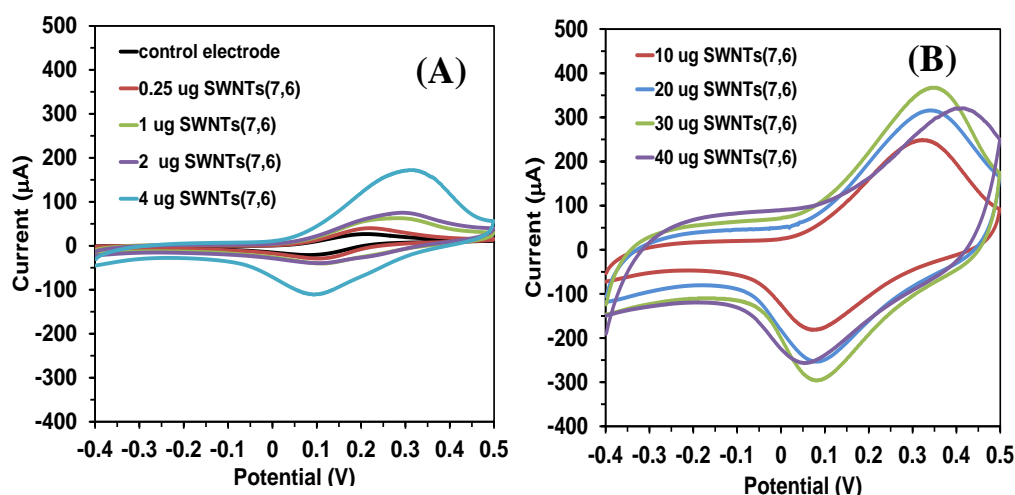 500
400
300
200
100
0
-100
-200
-300
-400
Current (µA)
control electrode
0.25 ug SWNTs(7,6)
1 ug SWNTs(7,6)
2 ug SWNTs(7,6)
4 ug SWNTs(7,6)
(A)
-0.4 -0.3 -0.2 -0.1 0 0.1 0.2 0.3 0.4 0.5
Potential (V)
500
400
300
200
100
0
-100
-200
-300
-400
Current (µA)
10 ug SWNTs(7,6)
20 ug SWNTs(7,6)
30 ug SWNTs(7,6)
40 ug SWNTs(7,6)
(B)
-0.4 -0.3 -0.2 -0.1 0 0.1 0.2 0.3 0.4 0.5
Potential (V)